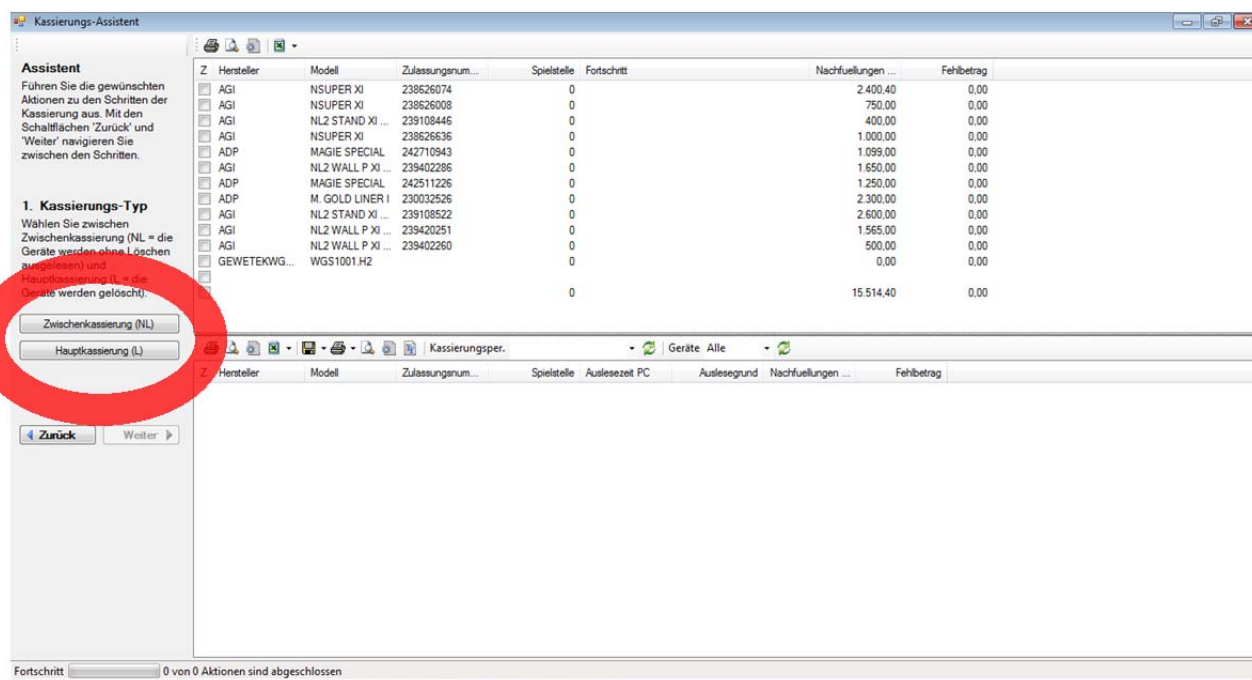 Kassierungs-Assistent
Assistent
Führen Sie die gewünschten
Aktionen zu den Schritten der
Kassierung aus. Mit den
Schaltflächen 'Zurück' und
'Weiter' navigieren Sie
zwischen den Schritten.
1. Kassierungs-Typ
Wählen Sie zwischen
Zwischenkassierung (NL = die
Geräte werden ohne Löschen
ausgelesen) und
Hauptkassierung (L = die
Geräte werden gelöscht).
Zwischenkassierung (NL)
Hauptkassierung (L)
Zurück Weiter
Z Hersteller Modell Zulassungsnum... Spielstelle Fortschritt Nachfuellungen ... Fehlbetrag
AGI NSUPER XI 238626074 0 2.400,40 0,00
AGI NSUPER XI 238626008 0 750,00 0,00
AGI NL2 STAND XI ... 239108446 0 400,00 0,00
AGI NSUPER XI 238626636 0 1.000,00 0,00
ADP MAGIE SPECIAL 242710943 0 1.099,00 0,00
AGI NL2 WALL P XI ... 239402286 0 1.650,00 0,00
ADP MAGIE SPECIAL 242511226 0 1.250,00 0,00
ADP M. GOLD LINER I 230032526 0 2.300,00 0,00
AGI NL2 STAND XI ... 239108522 0 2.600,00 0,00
AGI NL2 WALL P XI ... 239420251 0 1.565,00 0,00
AGI NL2 WALL P XI ... 239402260 0 500,00 0,00
GEWETEKWG... WGS1001.H2 0 0,00 0,00
0 15.514,40 0,00
Kassierungsper. Geräte Alle
Z Hersteller Modell Zulassungsnum... Spielstelle Auslesezeit PC Auslesegrund Nachfuellungen ... Fehlbetrag
Fortschritt 0 von 0 Aktionen sind abgeschlossen